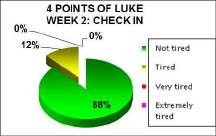 4 POINTS OF LUKE
WEEK 2: CHECK IN
0%
0%
12%
88%
Not tired
Tired
Very tired
Extremely
tired